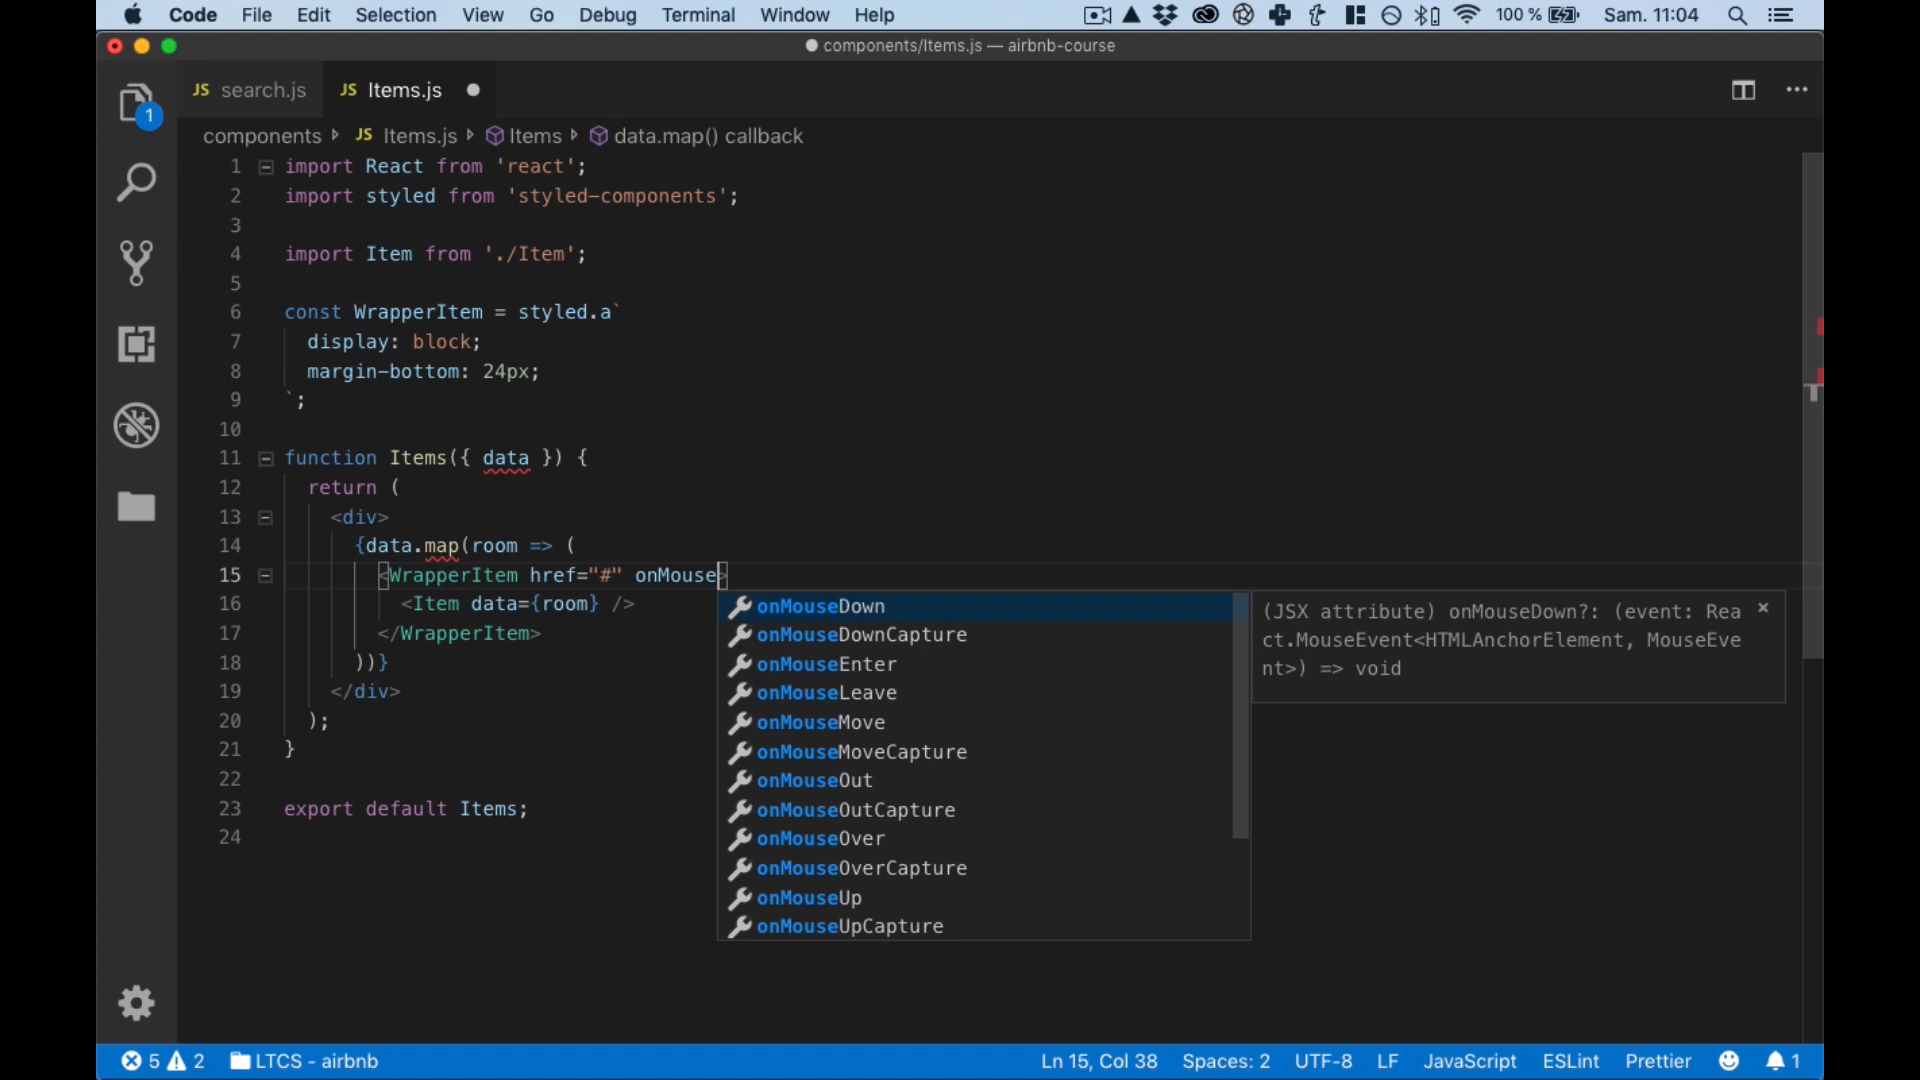 Code File Edit Selection View Go Debug Terminal Window Help 100 % Sam. 11:04
components/Items.js — airbnb-course
1 JS search.js JS Items.js
components JS Items.js Items data.map() callback
1 import React from 'react';
2 import styled from 'styled-components';
3
4 import Item from './Item';
5
6 const WrapperItem = styled.a`
7 display: block;
8 margin-bottom: 24px;
9 `;
10
11 function Items({ data }) {
12 return (
13 <div>
14 {data.map(room => (
15 <WrapperItem href="#" onMouse>
16 <Item data={room} />
17 </WrapperItem>
18 ))}
19 </div>
20 );
21 }
22
23 export default Items;
24
onMouseDown
onMouseDownCapture
onMouseEnter
onMouseLeave
onMouseMove
onMouseMoveCapture
onMouseOut
onMouseOutCapture
onMouseOver
onMouseOverCapture
onMouseUp
onMouseUpCapture
(JSX attribute) onMouseDown?: (event: Rea
ct.MouseEvent<HTMLAnchorElement, MouseEve
nt>) => void
5 2 LTCS - airbnb Ln 15, Col 38 Spaces: 2 UTF-8 LF JavaScript ESLint Prettier 1